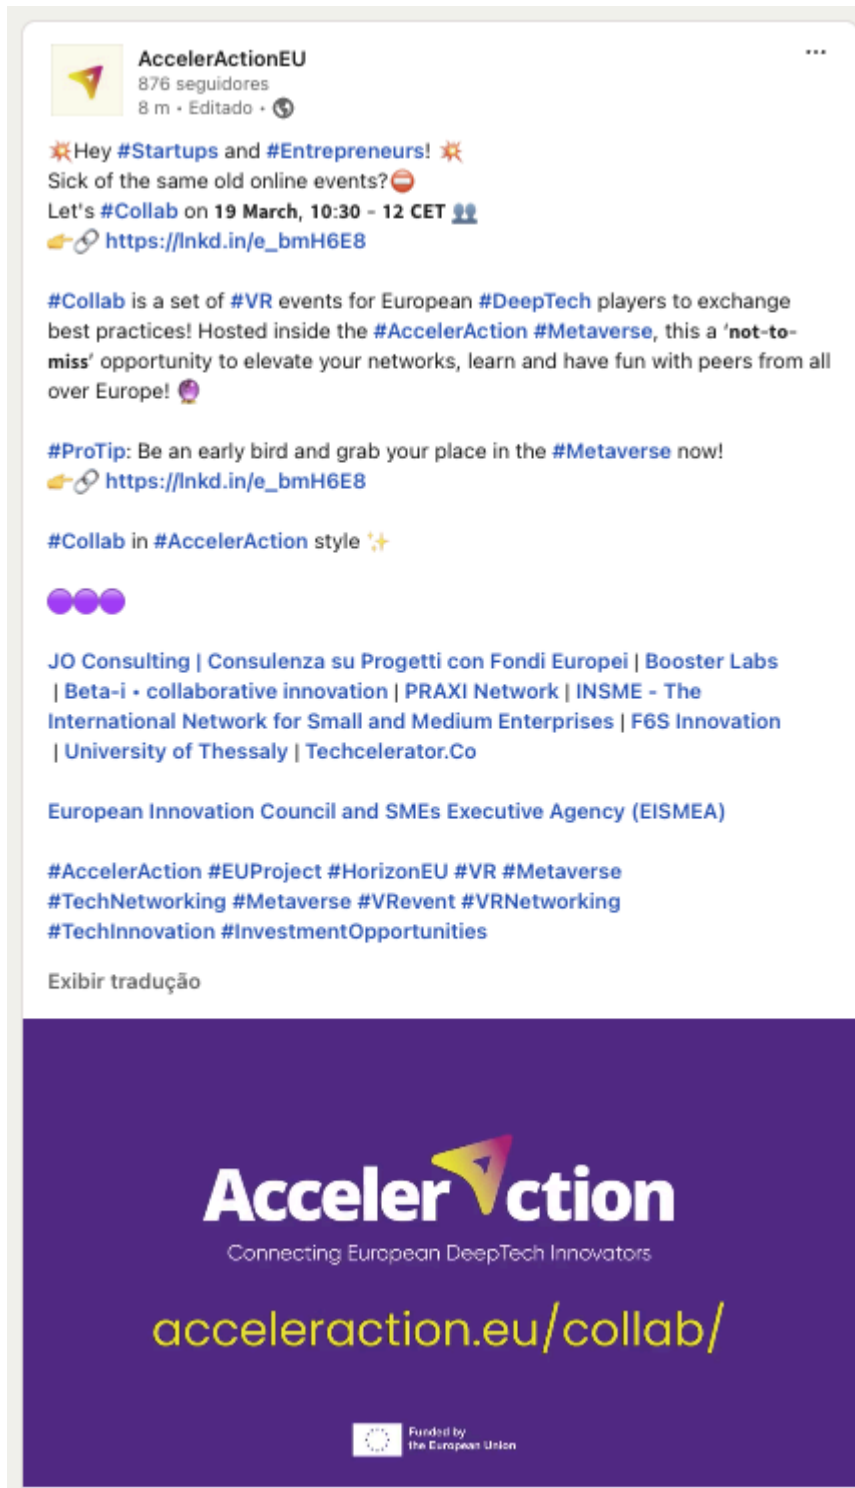 AccelerActionEU
876 seguidores
8 m • Editado •
💥Hey #Startups and #Entrepreneurs! 💥
Sick of the same old online events?⛔
Let's #Collab on 19 March, 10:30 - 12 CET 👥
👉🔗 https://lnkd.in/e_bmH6E8
#Collab is a set of #VR events for European #DeepTech players to exchange
best practices! Hosted inside the #AccelerAction #Metaverse, this a ‘not-to-
miss’ opportunity to elevate your networks, learn and have fun with peers from all
over Europe! 🔮
#ProTip: Be an early bird and grab your place in the #Metaverse now!
👉🔗 https://lnkd.in/e_bmH6E8
#Collab in #AccelerAction style ✨
🟣🟣🟣
JO Consulting | Consulenza su Progetti con Fondi Europei | Booster Labs
| Beta-i • collaborative innovation | PRAXI Network | INSME - The
International Network for Small and Medium Enterprises | F6S Innovation
| University of Thessaly | Techcelerator.Co
European Innovation Council and SMEs Executive Agency (EISMEA)
#AccelerAction #EUProject #HorizonEU #VR #Metaverse
#TechNetworking #Metaverse #VRevent #VRNetworking
#TechInnovation #InvestmentOpportunities
Exibir tradução
AccelerAction
Connecting European DeepTech Innovators
acceleraction.eu/collab/
Funded by
the European Union